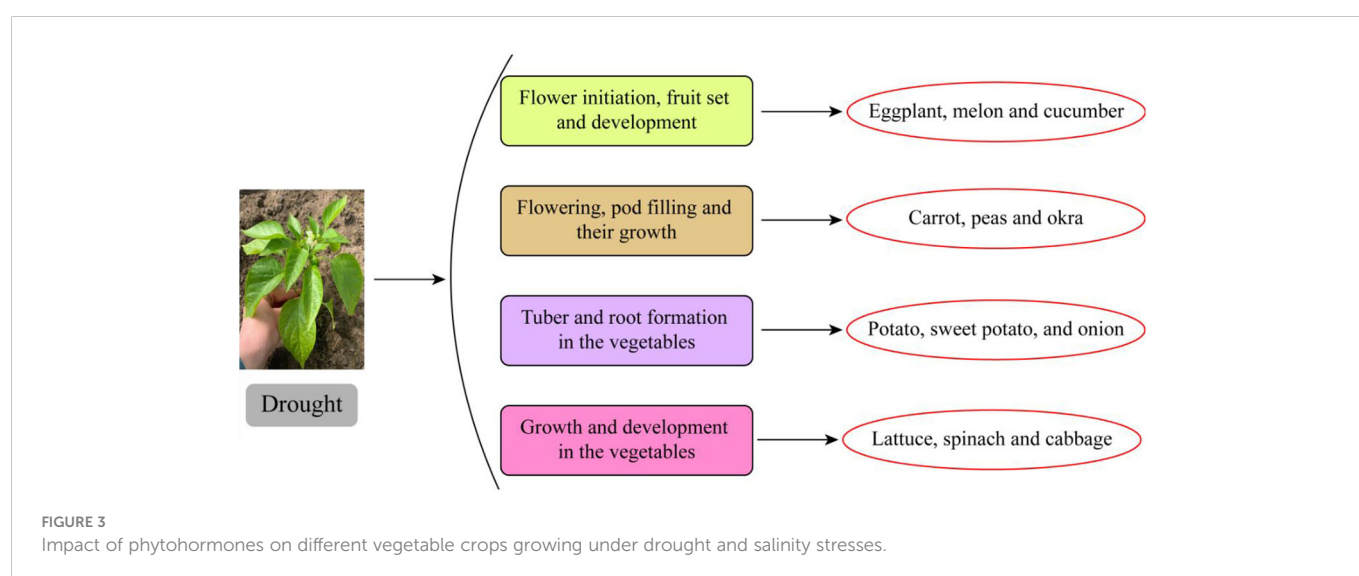 Flower initiation, fruit set
and development
Eggplant, melon and cucumber
Flowering, pod filling and
their growth
Carrot, peas and okra
Tuber and root formation
in the vegetables
Potato, sweet potato, and onion
Drought
Growth and development
in the vegetables
Lattuce, spinach and cabbage
FIGURE 3
Impact of phytohormones on different vegetable crops growing under drought and salinity stresses.